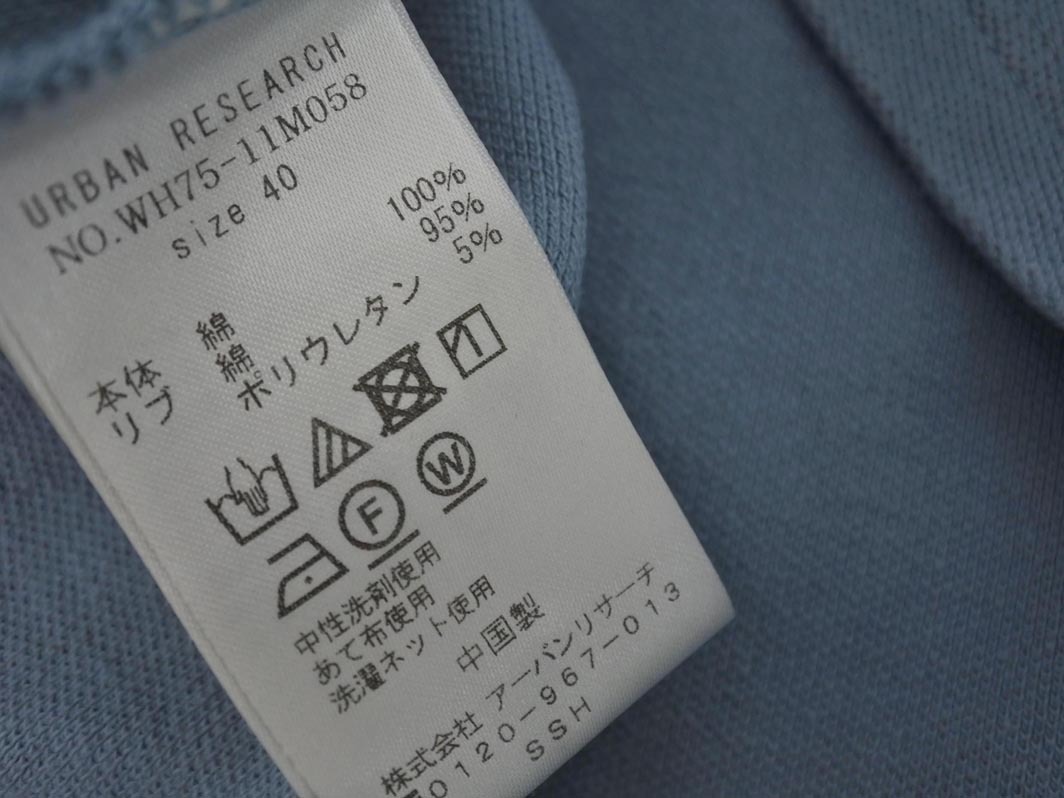 URBAN RESEARCH
NO.WH75-11M058
size 40
本体 綿 100%
リブ 綿 95%
ポリウレタン 5%
F W
中性洗剤使用
あて布使用
洗濯ネット使用
中国製
株式会社 アーバンリサーチ
0120-967-013
SSH